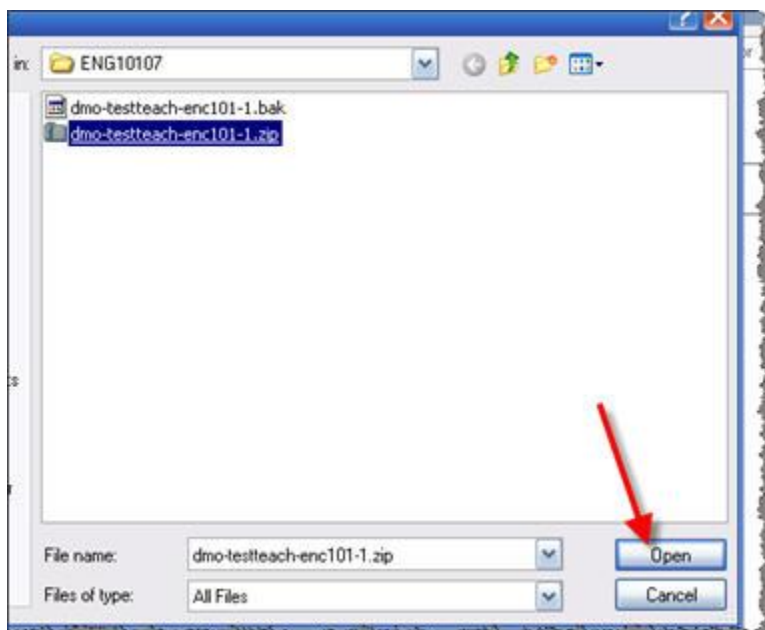 in: ENG10107
dmo-testteach-enc101-1.bak
dmo-testteach-enc101-1.zip
File name: dmo-testteach-enc101-1.zip Open
Files of type: All Files Cancel